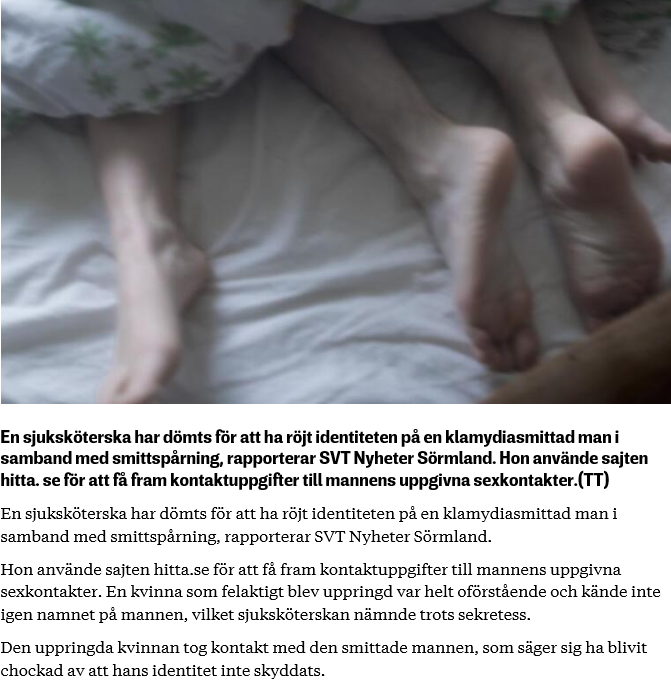 En sjuksköterska har dömts för att ha röjt identiteten på en klamydiasmittad man i
samband med smittspårning, rapporterar SVT Nyheter Sörmland. Hon använde sajten
hitta. se för att få fram kontaktuppgifter till mannens uppgivna sexkontakter.(TT)
En sjuksköterska har dömts för att ha röjt identiteten på en klamydiasmittad man i
samband med smittspårning, rapporterar SVT Nyheter Sörmland.
Hon använde sajten hitta.se för att få fram kontaktuppgifter till mannens uppgivna
sexkontakter. En kvinna som felaktigt blev uppringd var helt oförstående och kände inte
igen namnet på mannen, vilket sjuksköterskan nämnde trots sekretess.
Den uppringda kvinnan tog kontakt med den smittade mannen, som säger sig ha blivit
chockad av att hans identitet inte skyddats.